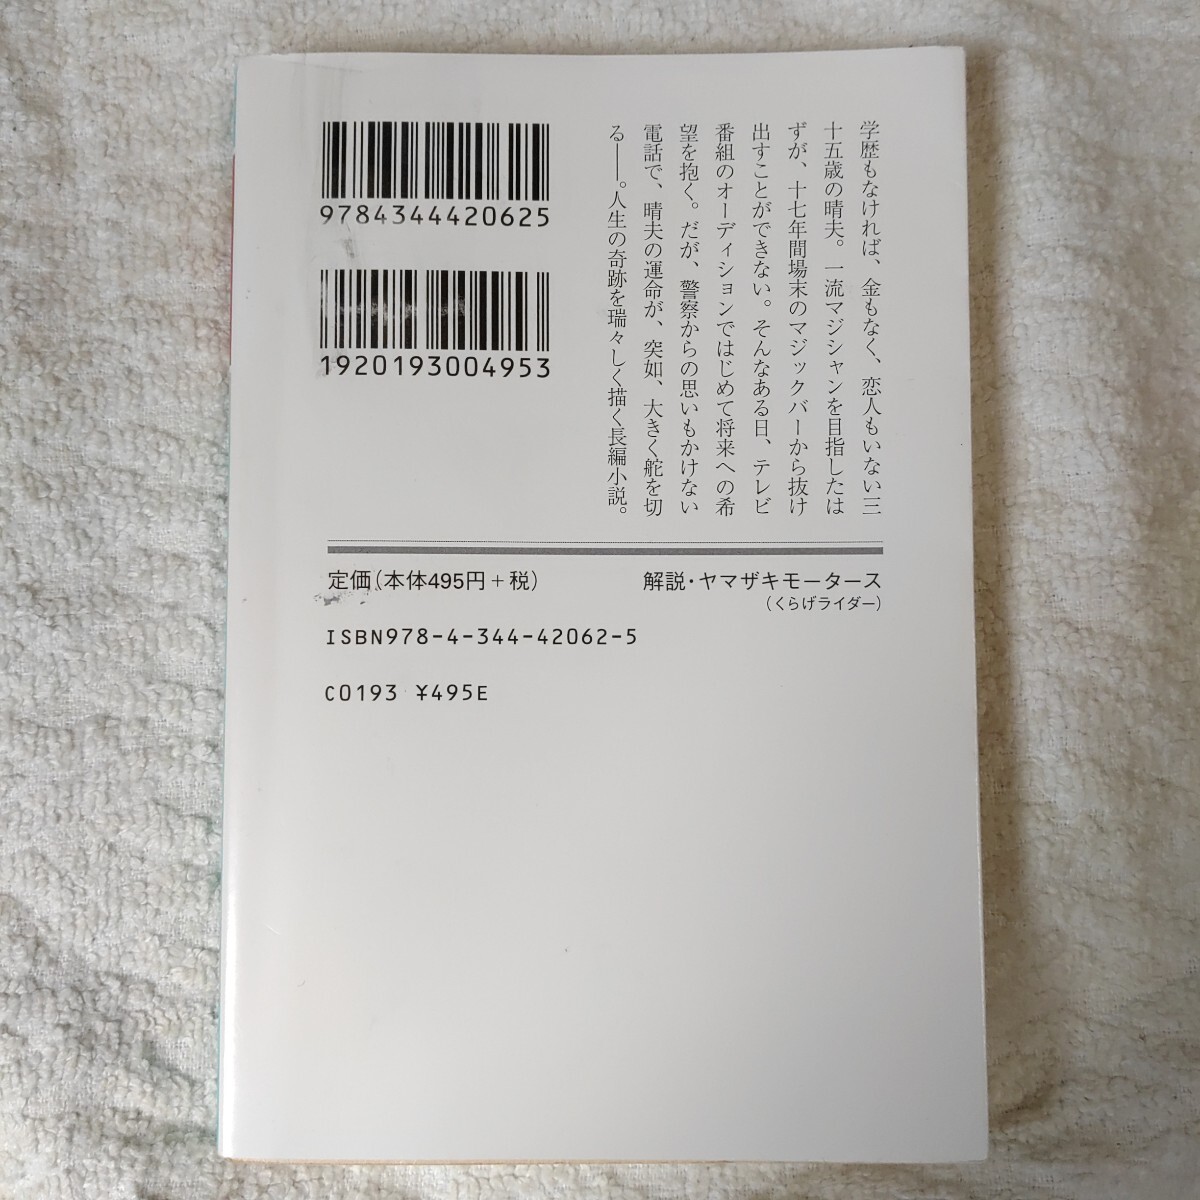 学歴もなければ、金もなく、恋人もいない三
十五歳の晴夫。一流マジシャンを目指したは
ずが、十七年間場末のマジックバーから抜け
出すことができない。そんなある日、テレビ
番組のオーディションではじめて将来への希
望を抱く。だが、警察からの思いもかけない
電話で、晴夫の運命が、突如、大きく舵を切
る――。人生の奇跡を瑞々しく描く長編小説。
9784344420625
1920193004953
定価（本体495円＋税）
解説・ヤマザキモータース
（くらげライダー）
ISBN978-4-344-42062-5
C0193 ¥495E